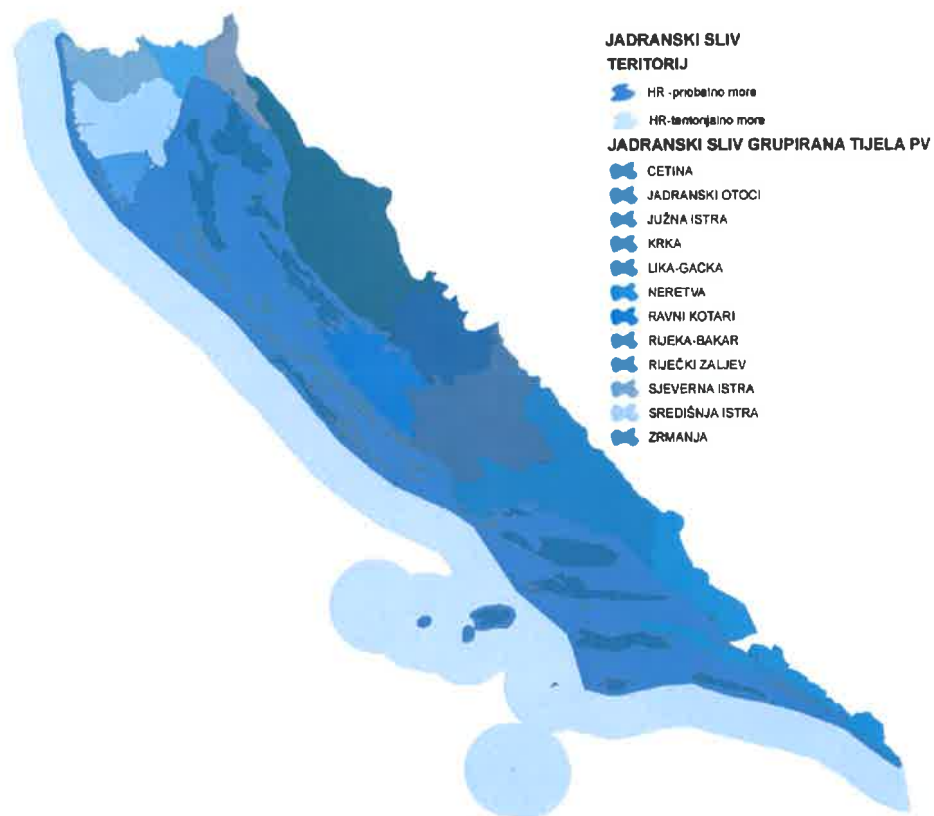 JADRANSKI SLIV
TERITORIJ
HR -priobalno more
HR-teritorijalno more
JADRANSKI SLIV GRUPIRANA TIJELA PV
CETINA
JADRANSKI OTOCI
JUŽNA ISTRA
KRKA
LIKA-GACKA
NERETVA
RAVNI KOTARI
RIJEKA-BAKAR
RIJEČKI ZALJEV
SJEVERNA ISTRA
SREDIŠNJA ISTRA
ZRMANJA